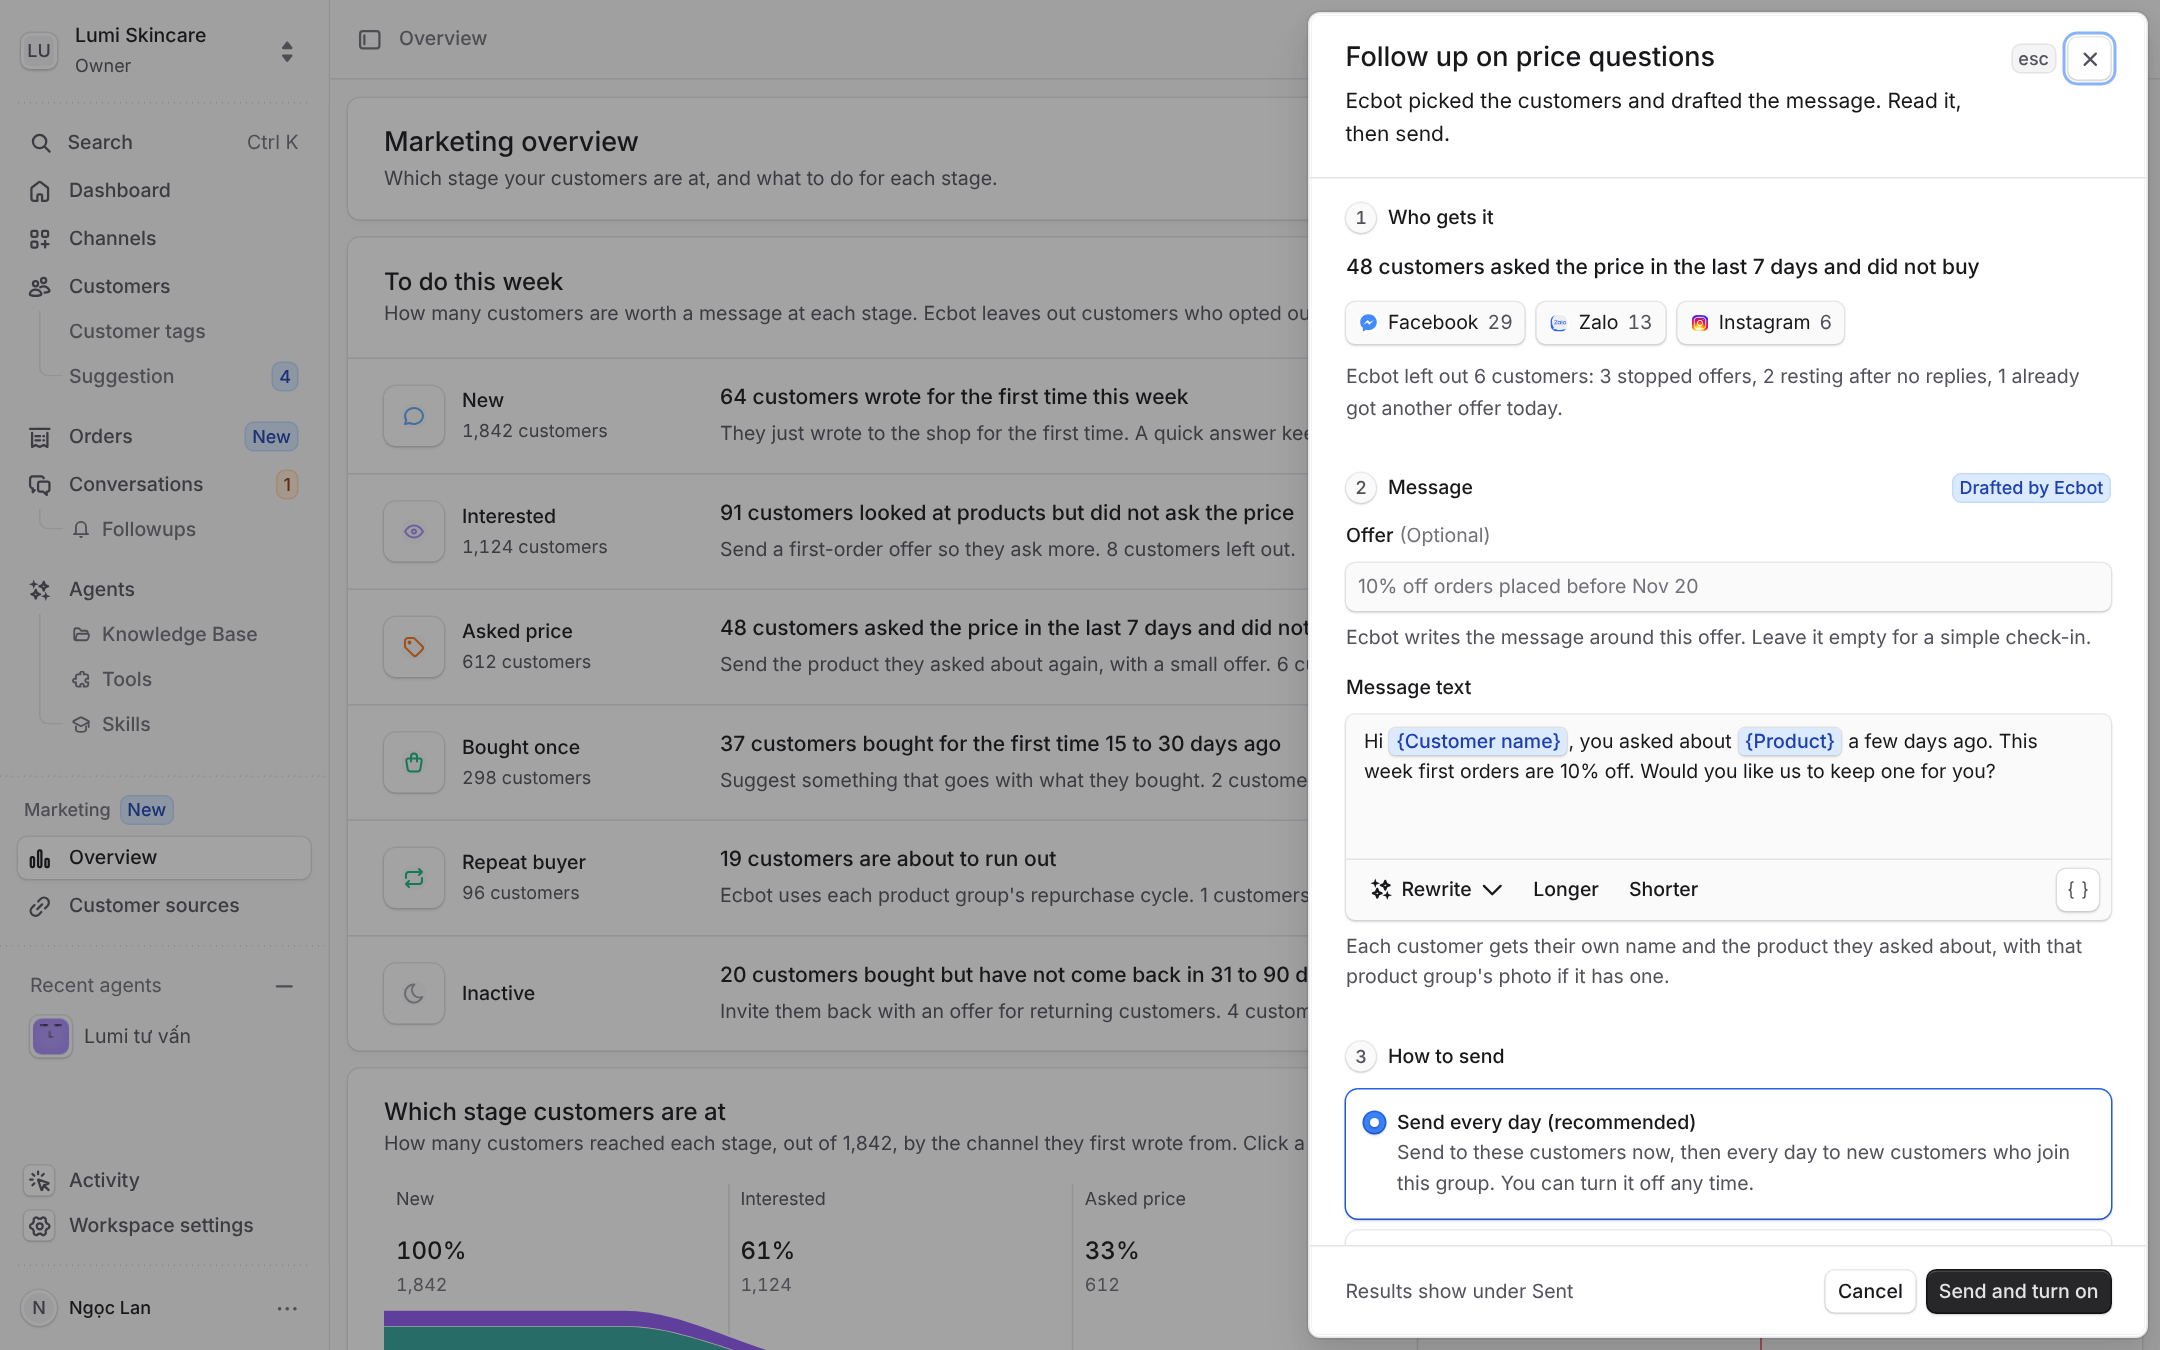 LU
Lumi Skincare
Owner
Search
Ctrl K
Dashboard
Channels
Customers
Customer tags
Suggestion
4
Orders
New
Conversations
1
Followups
Agents
Knowledge Base
Tools
Skills
Marketing
New
Overview
Customer sources
Recent agents
Lumi tư vấn
Activity
Workspace settings
N
Ngọc Lan
Overview
Marketing overview
Which stage your customers are at, and what to do for each stage.
To do this week
How many customers are worth a message at each stage. Ecbot leaves out customers who opted ou
New
1,842 customers
64 customers wrote for the first time this week
They just wrote to the shop for the first time. A quick answer kee
Interested
1,124 customers
91 customers looked at products but did not ask the price
Send a first-order offer so they ask more. 8 customers left out.
Asked price
612 customers
48 customers asked the price in the last 7 days and did not
Send the product they asked about again, with a small offer. 6 cu
Bought once
298 customers
37 customers bought for the first time 15 to 30 days ago
Suggest something that goes with what they bought. 2 custome
Repeat buyer
96 customers
19 customers are about to run out
Ecbot uses each product group's repurchase cycle. 1 customers
Inactive
20 customers bought but have not come back in 31 to 90 d
Invite them back with an offer for returning customers. 4 custom
Which stage customers are at
How many customers reached each stage, out of 1,842, by the channel they first wrote from. Click a
New
100%
1,842
Interested
61%
1,124
Asked price
33%
612
Follow up on price questions
esc
Ecbot picked the customers and drafted the message. Read it,
then send.
1
Who gets it
48 customers asked the price in the last 7 days and did not buy
Facebook 29
Zalo 13
Instagram 6
Ecbot left out 6 customers: 3 stopped offers, 2 resting after no replies, 1 already
got another offer today.
2
Message
Drafted by Ecbot
Offer (Optional)
10% off orders placed before Nov 20
Ecbot writes the message around this offer. Leave it empty for a simple check-in.
Message text
Hi {Customer name}, you asked about {Product} a few days ago. This
week first orders are 10% off. Would you like us to keep one for you?
Rewrite
Longer
Shorter
{ }
Each customer gets their own name and the product they asked about, with that
product group's photo if it has one.
3
How to send
Send every day (recommended)
Send to these customers now, then every day to new customers who join
this group. You can turn it off any time.
Results show under Sent
Cancel
Send and turn on